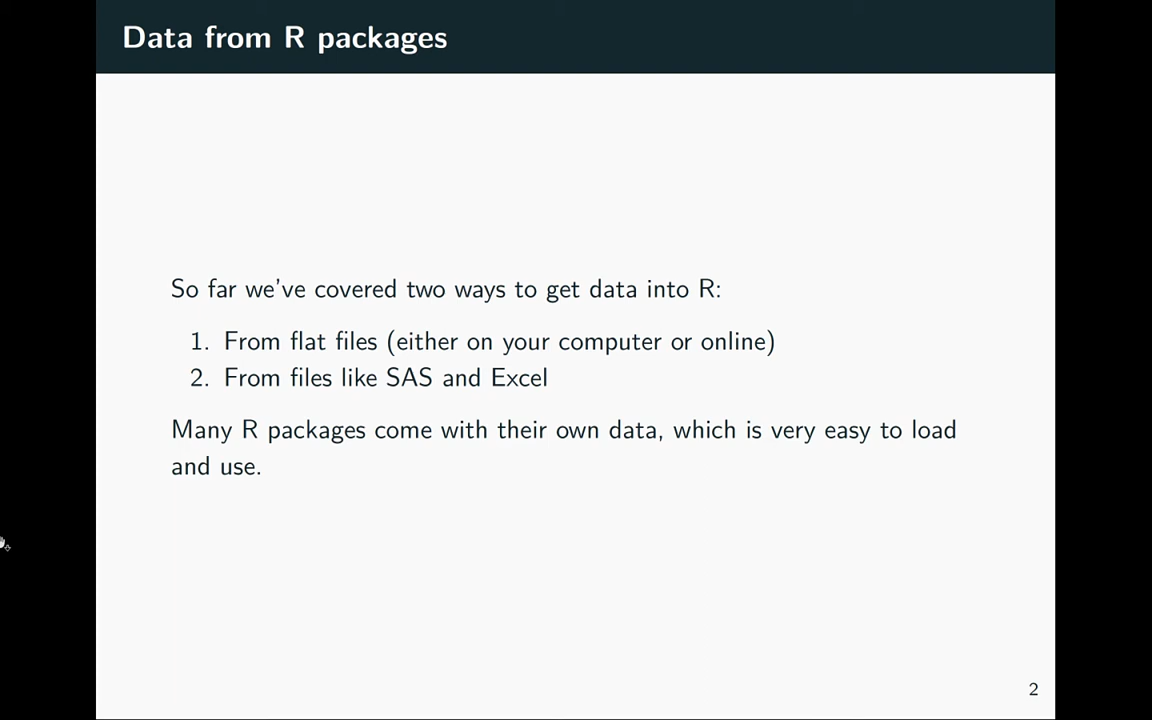 Data from R packages
So far we've covered two ways to get data into R:
1. From flat files (either on your computer or online)
2. From files like SAS and Excel
Many R packages come with their own data, which is very easy to load
and use.
2